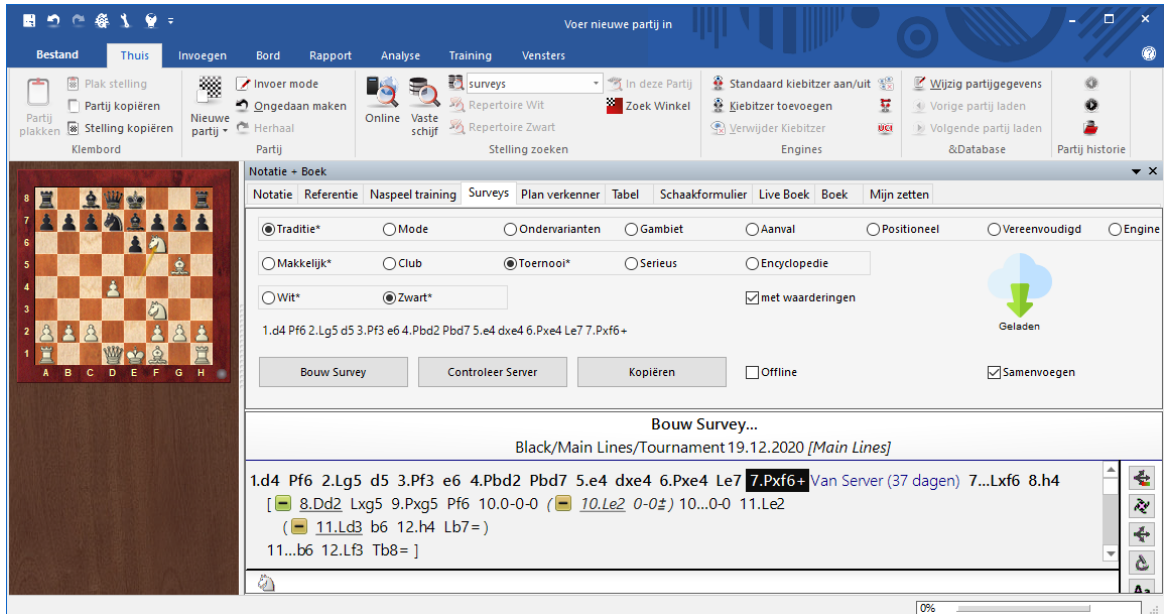 Voer nieuwe partij in
Bestand Thuis Invoegen Bord Rapport Analyse Training Vensters
Partij plakken
Plak stelling
Partij kopiëren
Stelling kopiëren
Klembord
Nieuwe partij
Invoer mode
Ongedaan maken
Herhaal
Partij
Online
Vaste schijf
surveys
Repertoire Wit
Repertoire Zwart
In deze Partij
Zoek Winkel
Stelling zoeken
Standaard kiebitzer aan/uit
Kiebitzer toevoegen
Verwijder Kiebitzer
UCI
Engines
Wijzig partijgegevens
Vorige partij laden
Volgende partij laden
&Database
Partij historie
8
7
6
5
4
3
2
1
A B C D E F G H
Notatie + Boek
Notatie Referentie Naspeel training Surveys Plan verkenner Tabel Schaakformulier Live Boek Boek Mijn zetten
Traditie* Mode Ondervarianten Gambiet Aanval Positioneel Vereenvoudigd Engine
Makkelijk* Club Toernooi* Serieus Encyclopedie
Wit* Zwart* met waarderingen
Geladen
1.d4 Pf6 2.Lg5 d5 3.Pf3 e6 4.Pbd2 Pbd7 5.e4 dxe4 6.Pxe4 Le7 7.Pxf6+
Bouw Survey Controleer Server Kopiëren Offline Samenvoegen
Bouw Survey...
Black/Main Lines/Tournament 19.12.2020 [Main Lines]
1.d4 Pf6 2.Lg5 d5 3.Pf3 e6 4.Pbd2 Pbd7 5.e4 dxe4 6.Pxe4 Le7 7.Pxf6+ Van Server (37 dagen) 7...Lxf6 8.h4
[ 8.Dd2 Lxg5 9.Pxg5 Pf6 10.0-0-0 ( 10.Le2 0-0⩲ ) 10...0-0 11.Le2
( 11.Ld3 b6 12.h4 Lb7= )
11...b6 12.Lf3 Tb8= ]
0%